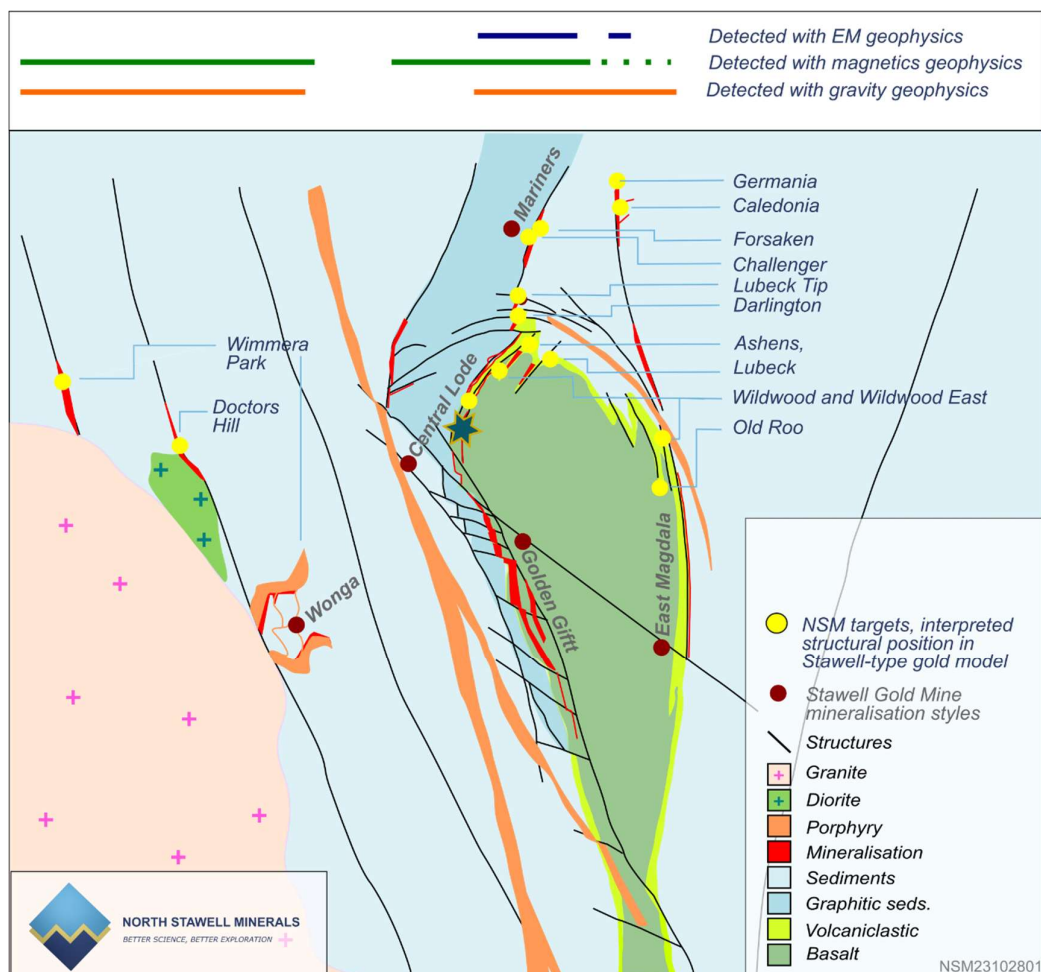 Detected with EM geophysics
Detected with magnetics geophysics
Detected with gravity geophysics
Mariners
Germania
Caledonia
Forsaken
Challenger
Lubeck Tip
Darlington
Ashens,
Lubeck
Wildwood and Wildwood East
Old Roo
Wimmera
Park
Doctors
Hill
Central Lode
Wonga
Golden Giftt
East Magdala
NSM targets, interpreted
structural position in
Stawell-type gold model
Stawell Gold Mine
mineralisation styles
Structures
Granite
Diorite
Porphyry
Mineralisation
Sediments
Graphitic seds.
Volcaniclastic
Basalt
NORTH STAWELL MINERALS
BETTER SCIENCE, BETTER EXPLORATION
NSM23102801